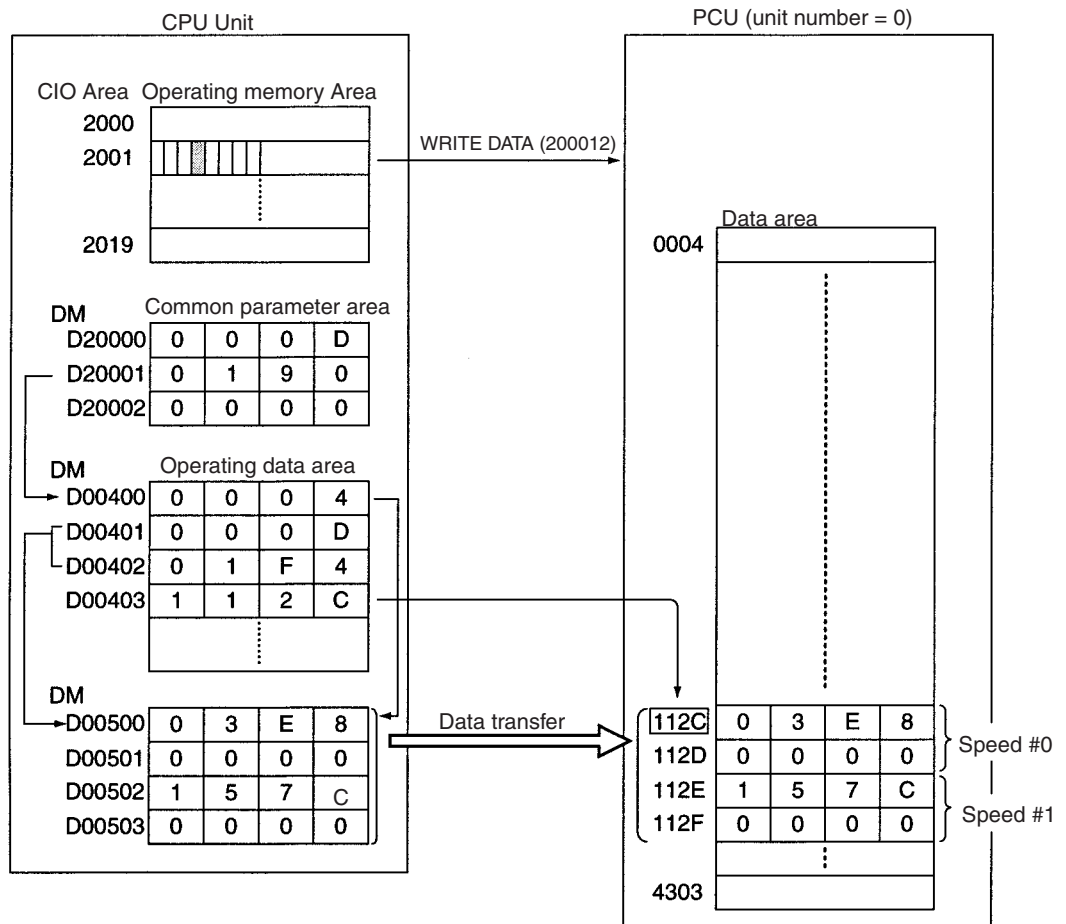 CPU Unit
PCU (unit number = 0)
CIO Area Operating memory Area
2000
2001
WRITE DATA (200012)
2019
Data area
0004
DM
Common parameter area
D20000 0 0 0 D
D20001 0 1 9 0
D20002 0 0 0 0
DM
Operating data area
D00400 0 0 0 4
D00401 0 0 0 D
D00402 0 1 F 4
D00403 1 1 2 C
DM
D00500 0 3 E 8
D00501 0 0 0 0
D00502 1 5 7 C
D00503 0 0 0 0
Data transfer
112C 0 3 E 8
112D 0 0 0 0
Speed #0
112E 1 5 7 C
112F 0 0 0 0
Speed #1
4303